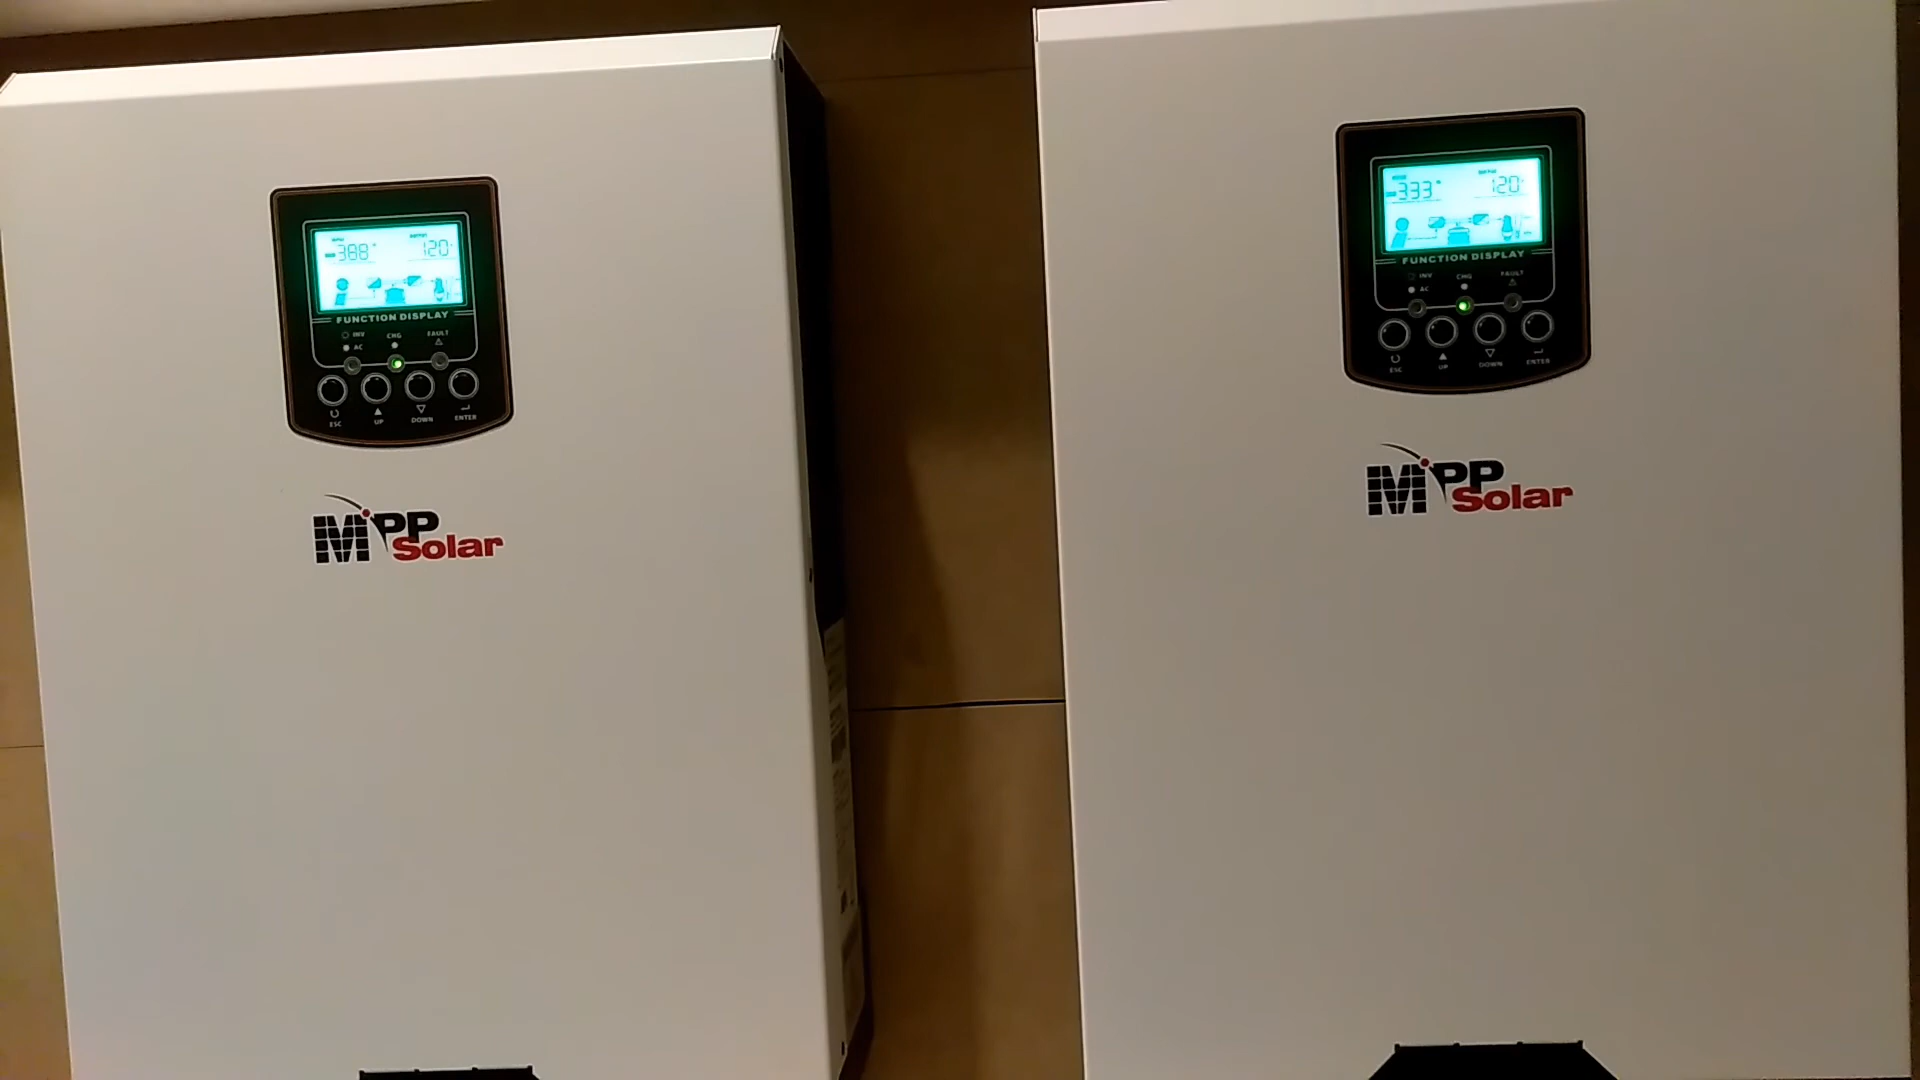 388
120
FUNCTION DISPLAY
INV
CHG
FAULT
AC
ESC
UP
DOWN
ENTER
MPP
Solar
333
120
FUNCTION DISPLAY
INV
CHG
FAULT
AC
ESC
UP
DOWN
ENTER
MPP
Solar